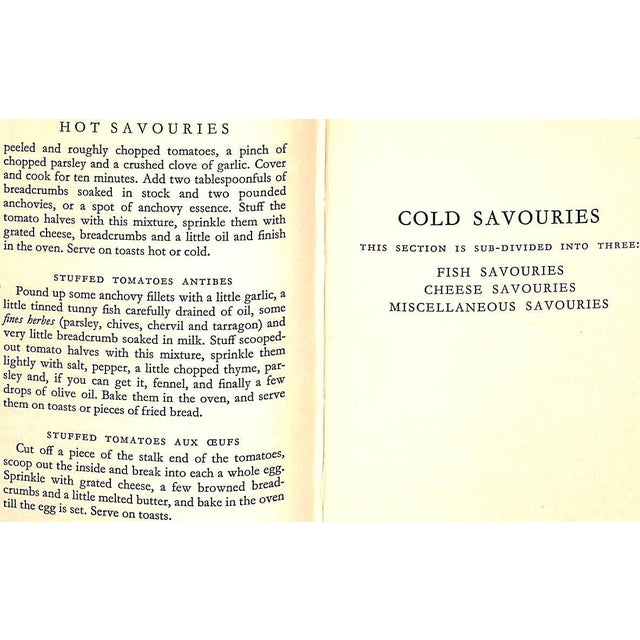 HOT SAVOURIES
peeled and roughly chopped tomatoes, a pinch of
chopped parsley and a crushed clove of garlic. Cover
and cook for ten minutes. Add two tablespoonfuls of
breadcrumbs soaked in stock and two pounded
anchovies, or a spot of anchovy essence. Stuff the
tomato halves with this mixture, sprinkle them with
grated cheese, breadcrumbs and a little oil and finish
in the oven. Serve on toasts hot or cold.
STUFFED TOMATOES ANTIBES
Pound up some anchovy fillets with a little garlic, a
little tinned tunny fish carefully drained of oil, some
fines herbes (parsley, chives, chervil and tarragon) and
very little breadcrumb soaked in milk. Stuff scooped-
out tomato halves with this mixture, sprinkle them
lightly with salt, pepper, a little chopped thyme, par-
sley and, if you can get it, fennel, and finally a few
drops of olive oil. Bake them in the oven, and serve
them on toasts or pieces of fried bread.
STUFFED TOMATOES AUX ŒUFS
Cut off a piece of the stalk end of the tomatoes,
scoop out the inside and break into each a whole egg.
Sprinkle with grated cheese, a few browned bread-
crumbs and a little melted butter, and bake in the oven
till the egg is set. Serve on toasts.
COLD SAVOURIES
THIS SECTION IS SUB-DIVIDED INTO THREE:
FISH SAVOURIES
CHEESE SAVOURIES
MISCELLANEOUS SAVOURIES